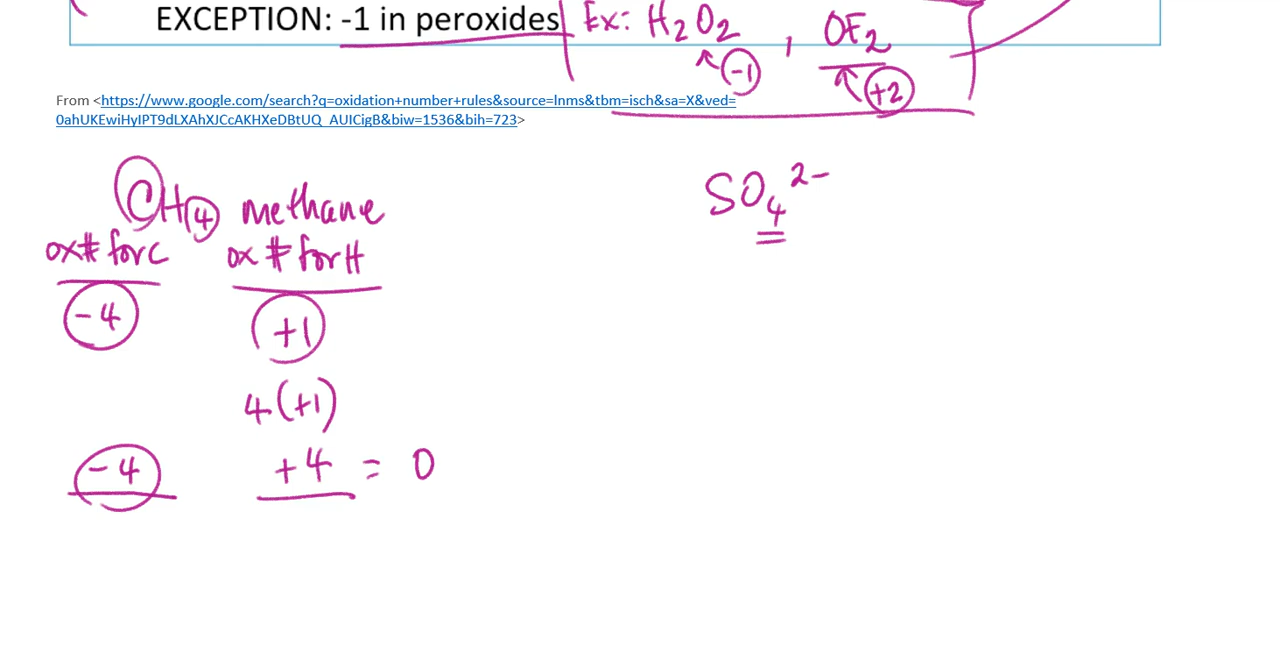 EXCEPTION: -1 in peroxides Ex: H₂O₂ , OF₂
-1 +2
From <https://www.google.com/search?q=oxidation+number+rules&source=lnms&tbm=isch&sa=X&ved=
0ahUKEwiHyIPT9dLXAhXJCcAKHXeDBtUQ_AUICigB&biw=1536&bih=723>
CH₄ methane SO₄²⁻
ox# for C ox # for H
-4 +1
4(+1)
-4 +4 = 0